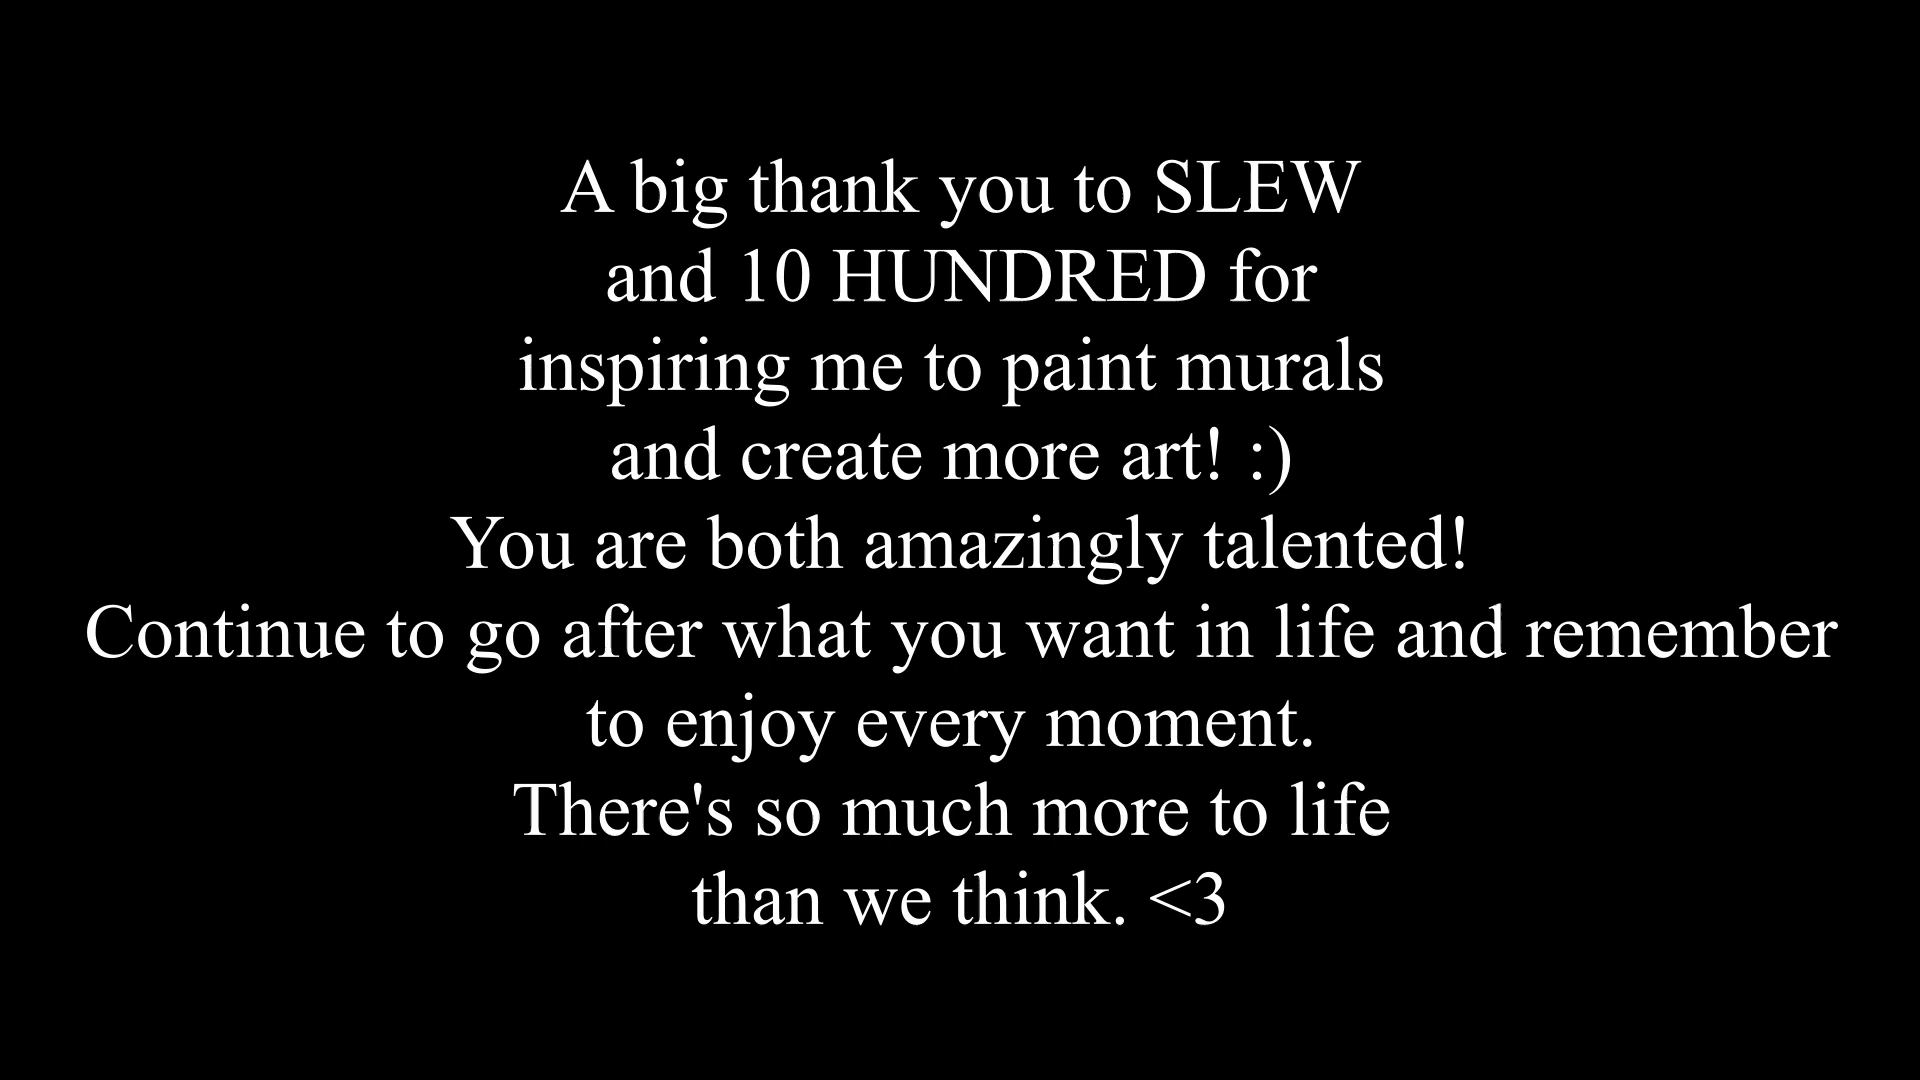 A big thank you to SLEW
and 10 HUNDRED for
inspiring me to paint murals
and create more art! :)
You are both amazingly talented!
Continue to go after what you want in life and remember
to enjoy every moment.
There's so much more to life
than we think. <3